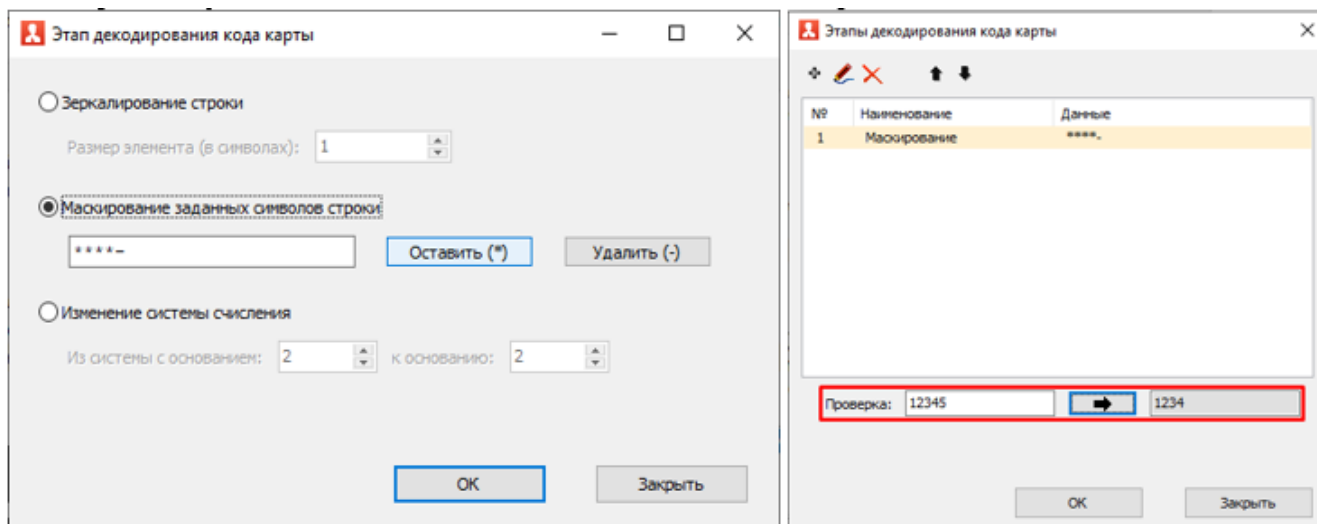 Этап декодирования кода карты
Зеркалирование строки
Размер элемента (в символах): 1
Маскирование заданных символов строки
****- Оставить (*) Удалить (-)
Изменение системы счисления
Из системы с основанием: 2 к основанию: 2
ОК Закрыть
Этапы декодирования кода карты
№ Наименование Данные
1 Маскирование ****-
Проверка: 12345 1234
ОК Закрыть